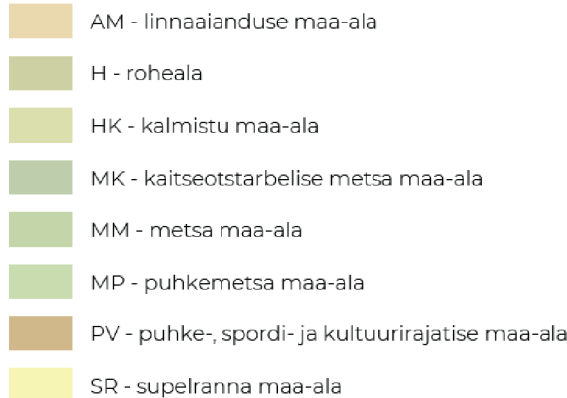 AM - linnaaianduse maa-ala
H - roheala
HK - kalmistu maa-ala
MK - kaitseotstarbelise metsa maa-ala
MM - metsa maa-ala
MP - puhkemetsa maa-ala
PV - puhke-, spordi- ja kultuurirajatise maa-ala
SR - supelranna maa-ala